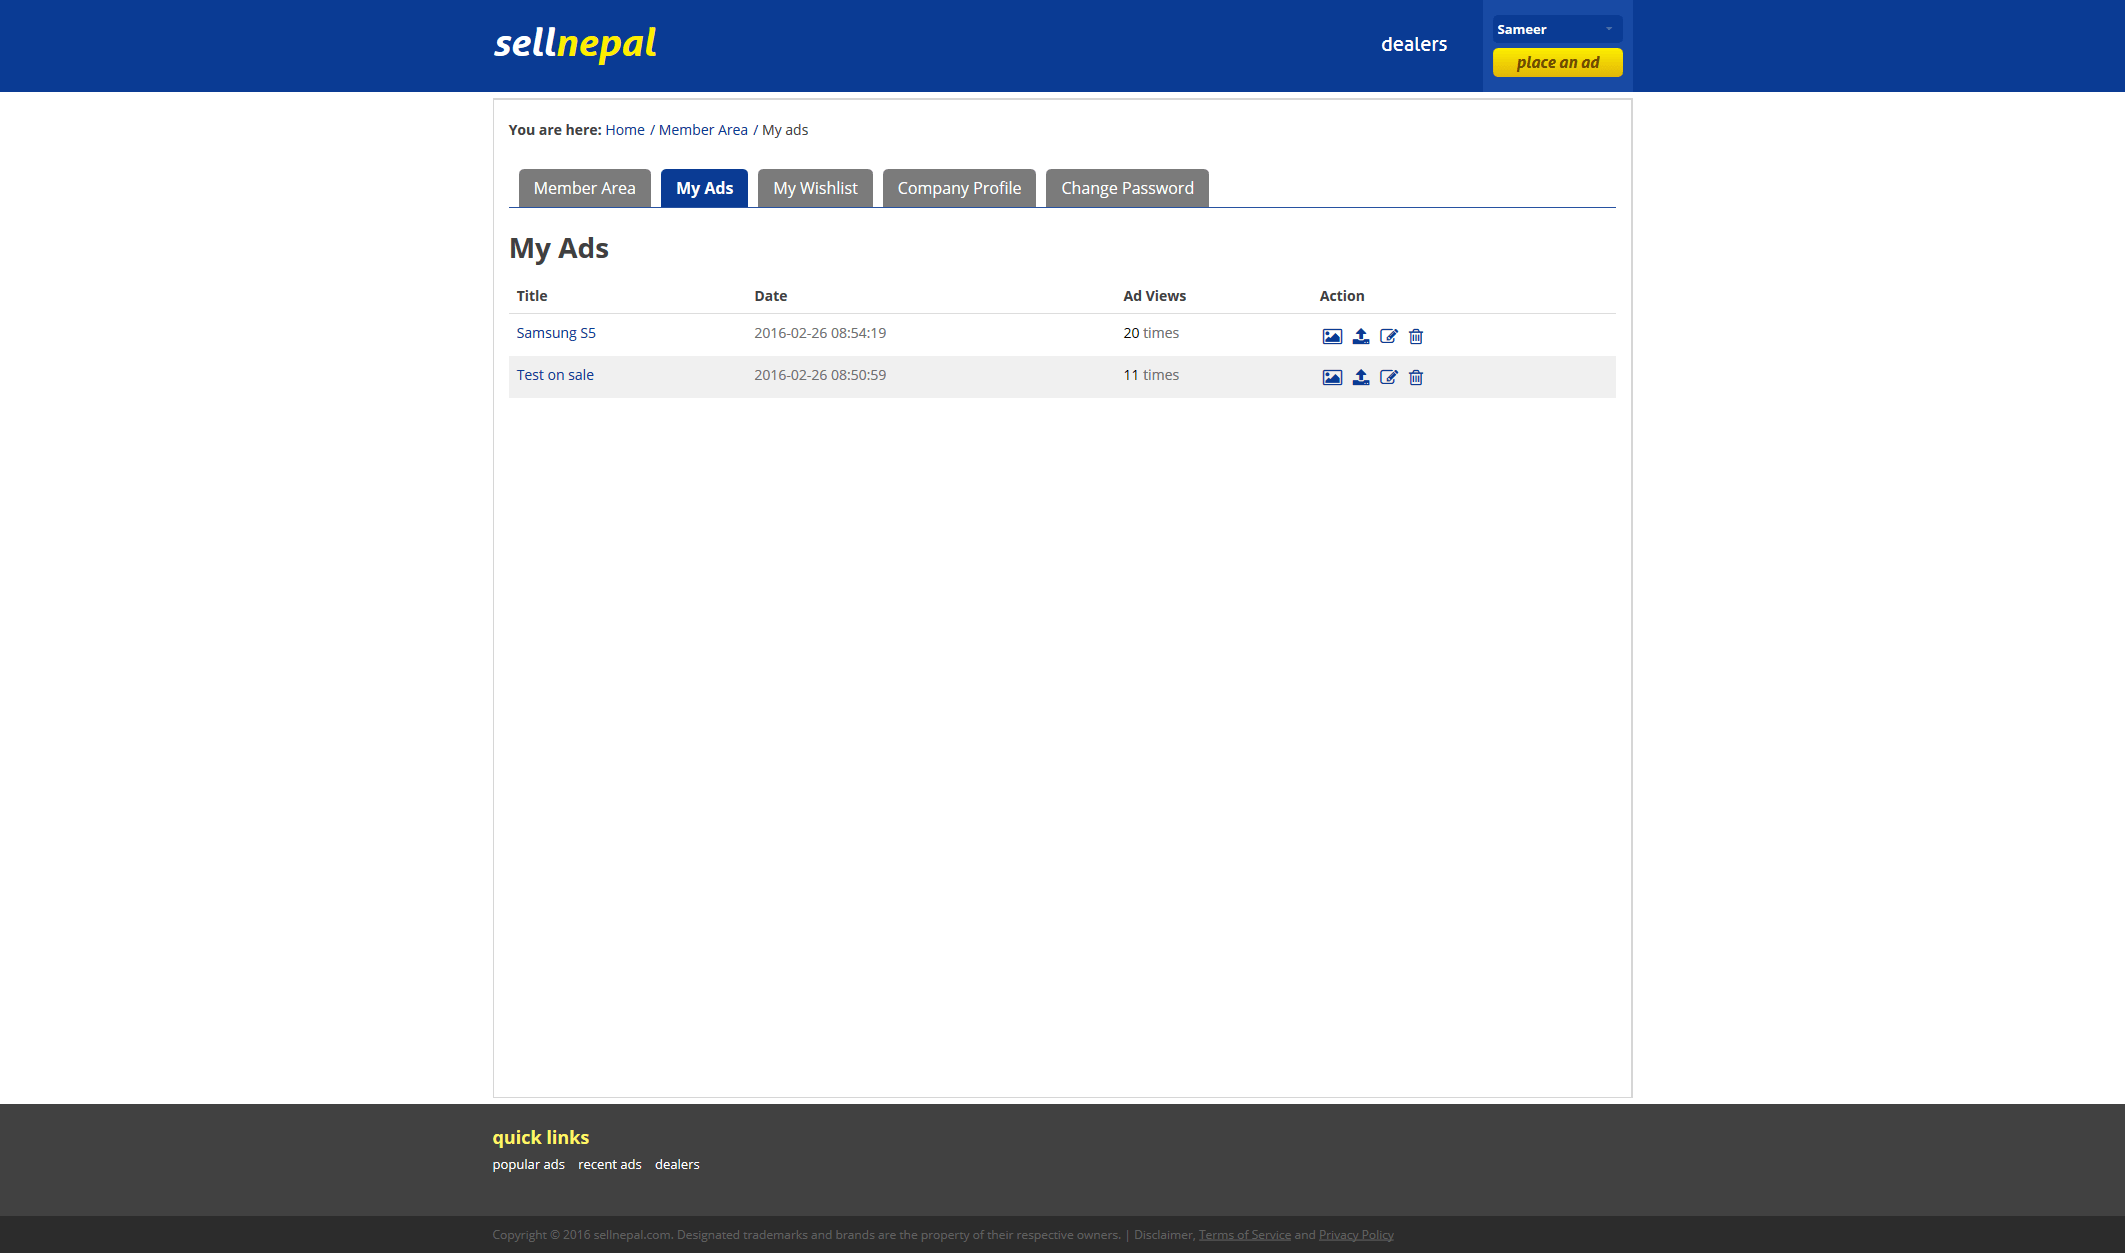 sellnepal
dealers
Sameer
place an ad
You are here: Home / Member Area / My ads
Member Area My Ads My Wishlist Company Profile Change Password
My Ads
Title Date Ad Views Action
Samsung S5 2016-02-26 08:54:19 20 times
Test on sale 2016-02-26 08:50:59 11 times
quick links
popular ads recent ads dealers
Copyright © 2016 sellnepal.com. Designated trademarks and brands are the property of their respective owners. | Disclaimer, Terms of Service and Privacy Policy